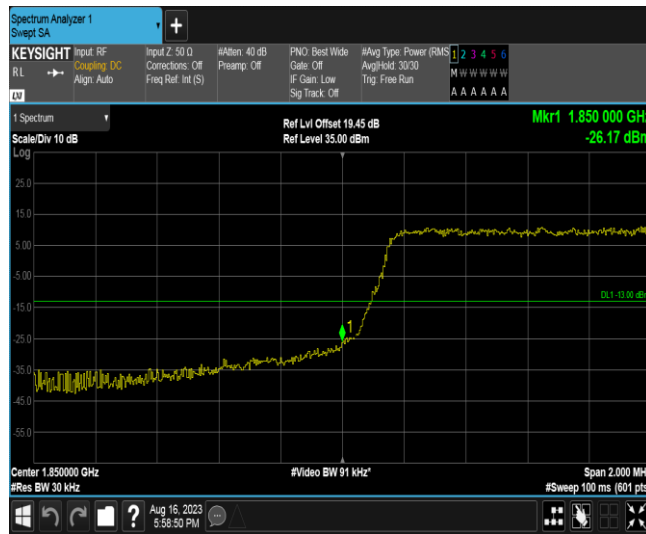 Spectrum Analyzer 1
Swept SA
+
KEYSIGHT
RL
LXI
Input: RF
Coupling: DC
Align: Auto
Input Z: 50 Ω
Corrections: Off
Freq Ref: Int (S)
#Atten: 40 dB
Preamp: Off
PNO: Best Wide
Gate: Off
IF Gain: Low
Sig Track: Off
#Avg Type: Power (RMS
Avg|Hold: 30/30
Trig: Free Run
1 2 3 4 5 6
M W W W W W
A A A A A A
1 Spectrum
Scale/Div 10 dB
Ref Lvl Offset 19.45 dB
Ref Level 35.00 dBm
Mkr1 1.850 000 GHz
-26.17 dBm
Log
25.0
15.0
5.00
-5.00
-15.0
-25.0
-35.0
-45.0
-55.0
DL1 -13.00 dBm
1
Center 1.850000 GHz
#Res BW 30 kHz
#Video BW 91 kHz*
Span 2.000 MH
#Sweep 100 ms (601 pts
?
Aug 16, 2023
5:58:50 PM